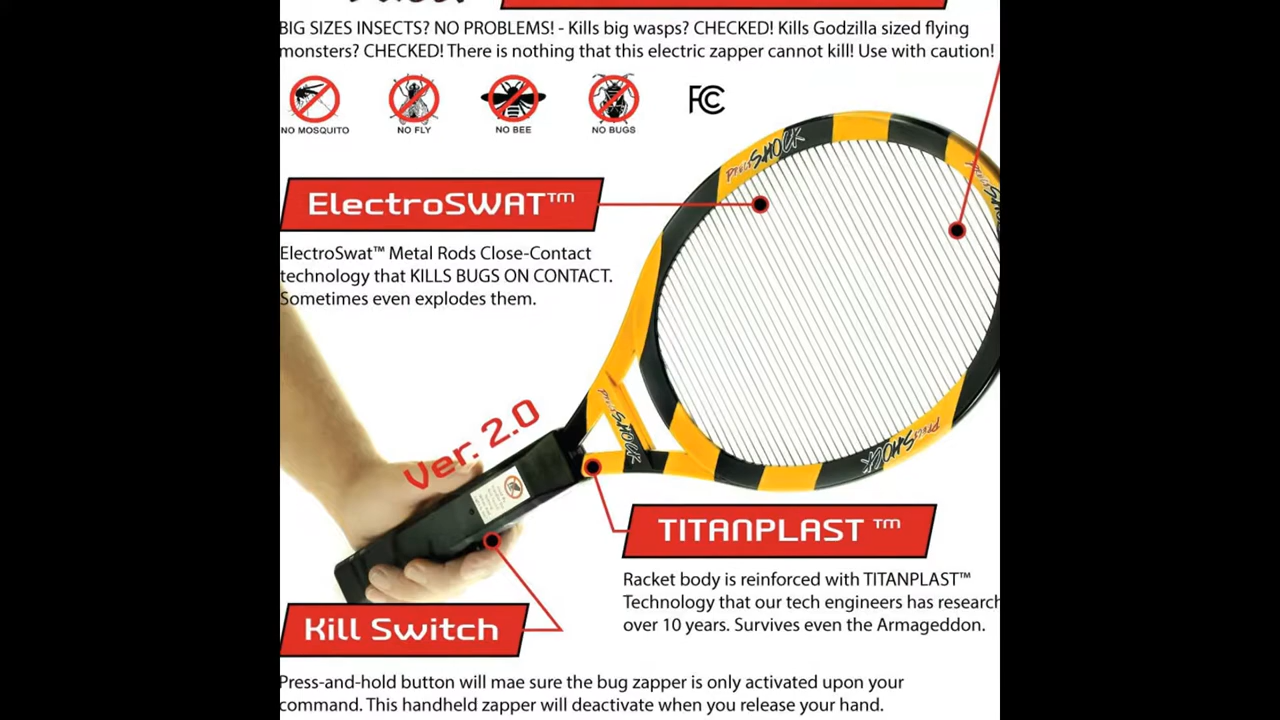 BIG SIZES INSECTS? NO PROBLEMS! - Kills big wasps? CHECKED! Kills Godzilla sized flying
monsters? CHECKED! There is nothing that this electric zapper cannot kill! Use with caution!
NO MOSQUITO
NO FLY
NO BEE
NO BUGS
FC
SHOCK
ElectroSWAT™
ElectroSwat™ Metal Rods Close-Contact
technology that KILLS BUGS ON CONTACT.
Sometimes even explodes them.
Ver. 2.0
SHOCK
SHOCK
TITANPLAST ™
Racket body is reinforced with TITANPLAST™
Technology that our tech engineers has research
over 10 years. Survives even the Armageddon.
Kill Switch
Press-and-hold button will mae sure the bug zapper is only activated upon your
command. This handheld zapper will deactivate when you release your hand.